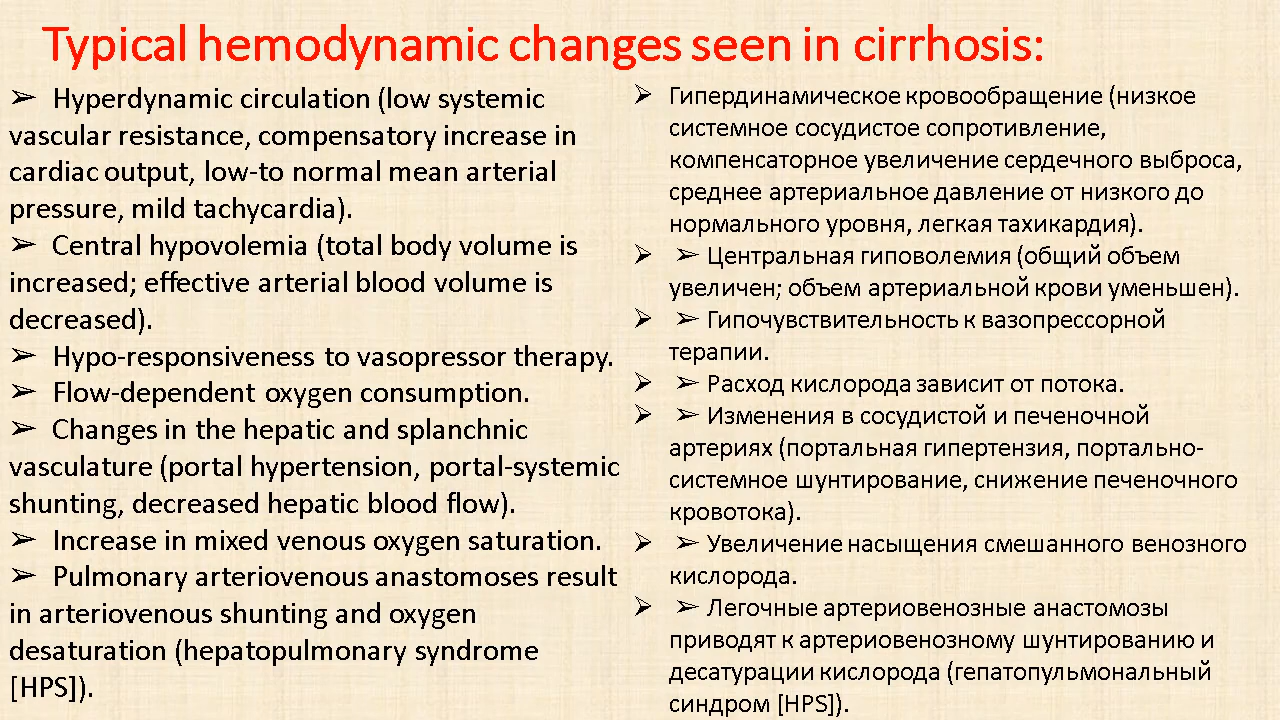 Typical hemodynamic changes seen in cirrhosis:
➢ Hyperdynamic circulation (low systemic
vascular resistance, compensatory increase in
cardiac output, low-to normal mean arterial
pressure, mild tachycardia).
➢ Central hypovolemia (total body volume is
increased; effective arterial blood volume is
decreased).
➢ Hypo-responsiveness to vasopressor therapy.
➢ Flow-dependent oxygen consumption.
➢ Changes in the hepatic and splanchnic
vasculature (portal hypertension, portal-systemic
shunting, decreased hepatic blood flow).
➢ Increase in mixed venous oxygen saturation.
➢ Pulmonary arteriovenous anastomoses result
in arteriovenous shunting and oxygen
desaturation (hepatopulmonary syndrome
[HPS]).
➢ Гипердинамическое кровообращение (низкое
системное сосудистое сопротивление,
компенсаторное увеличение сердечного выброса,
среднее артериальное давление от низкого до
нормального уровня, легкая тахикардия).
➢ ➢ Центральная гиповолемия (общий объем
увеличен; объем артериальной крови уменьшен).
➢ ➢ Гипочувствительность к вазопрессорной
терапии.
➢ ➢ Расход кислорода зависит от потока.
➢ ➢ Изменения в сосудистой и печеночной
артериях (портальная гипертензия, портально-
системное шунтирование, снижение печеночного
кровотока).
➢ ➢ Увеличение насыщения смешанного венозного
кислорода.
➢ ➢ Легочные артериовенозные анастомозы
приводят к артериовенозному шунтированию и
десатурации кислорода (гепатопульмональный
синдром [HPS]).